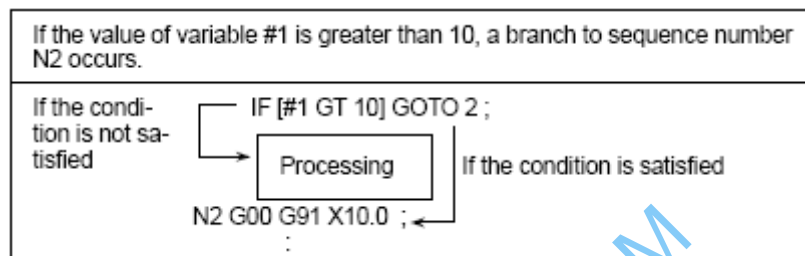 If the value of variable #1 is greater than 10, a branch to sequence number
N2 occurs.
If the condi-
tion is not sa-
tisfied
IF [#1 GT 10] GOTO 2 ;
Processing
If the condition is satisfied
N2 G00 G91 X10.0 ;
:
M